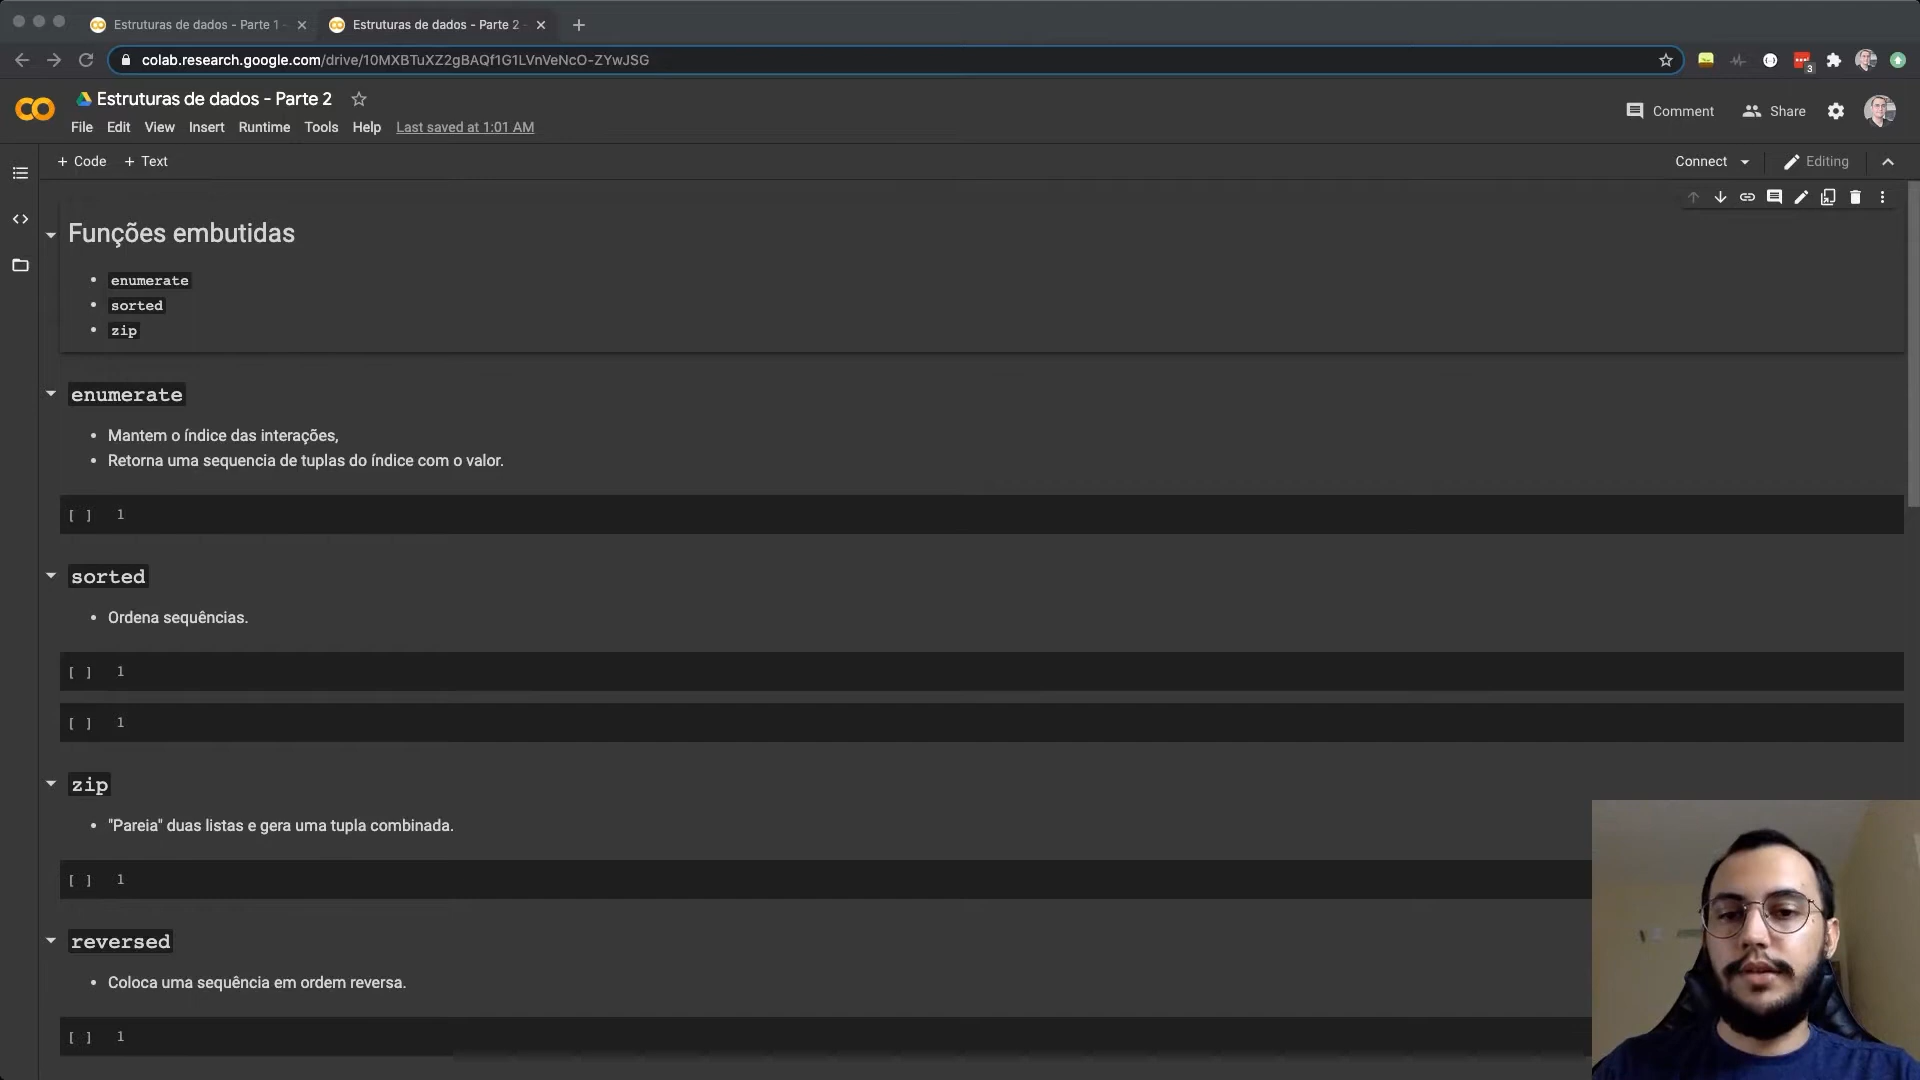 Estruturas de dados - Parte 1 -
Estruturas de dados - Parte 2 -
colab.research.google.com/drive/10MXBTuXZ2gBAQf1G1LVnVeNcO-ZYwJSG
3
Estruturas de dados - Parte 2
Comment
Share
File Edit View Insert Runtime Tools Help Last saved at 1:01 AM
+ Code + Text
Connect
Editing
Funções embutidas
• enumerate
• sorted
• zip
enumerate
• Mantem o índice das interações,
• Retorna uma sequencia de tuplas do índice com o valor.
[ ] 1
sorted
• Ordena sequências.
[ ] 1
[ ] 1
zip
• "Pareia" duas listas e gera uma tupla combinada.
[ ] 1
reversed
• Coloca uma sequência em ordem reversa.
[ ] 1